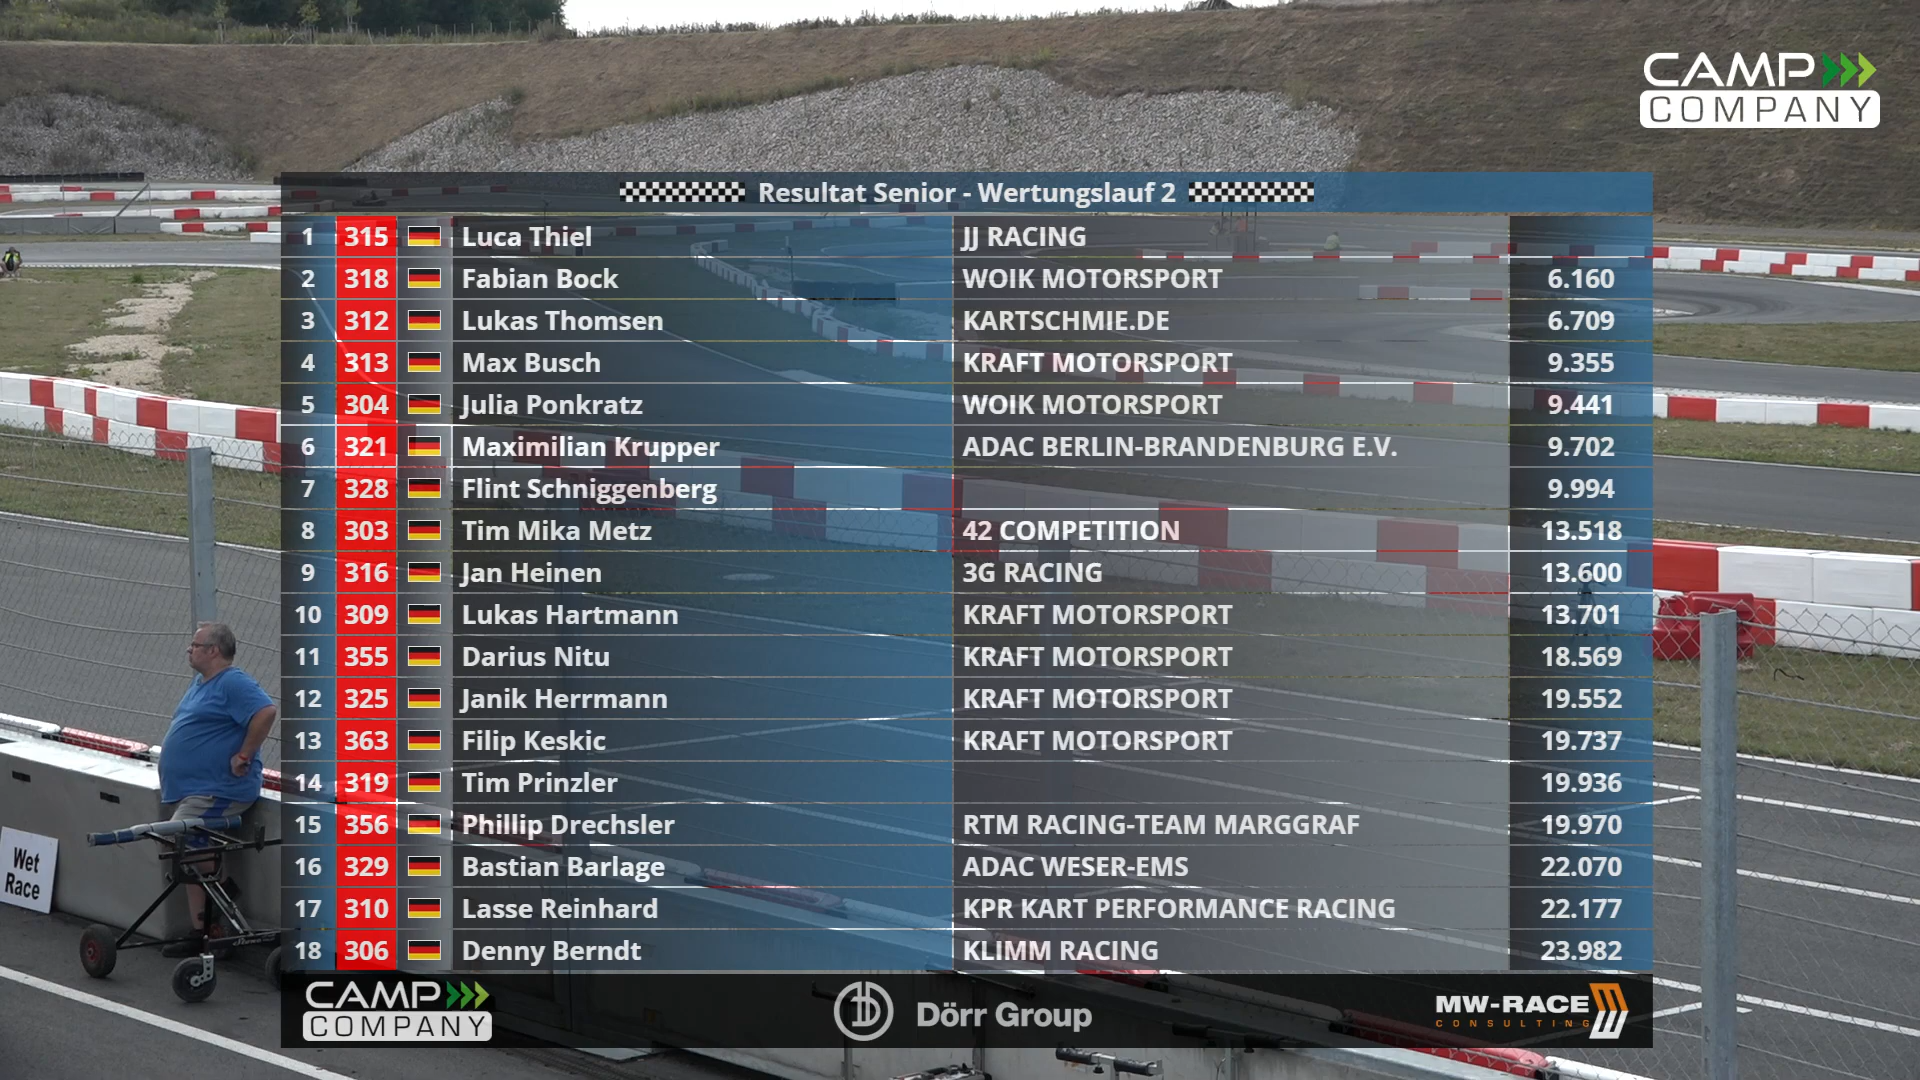 CAMP
COMPANY
Resultat Senior - Wertungslauf 2
1 315 Luca Thiel JJ RACING
2 318 Fabian Bock WOIK MOTORSPORT 6.160
3 312 Lukas Thomsen KARTSCHMIE.DE 6.709
4 313 Max Busch KRAFT MOTORSPORT 9.355
5 304 Julia Ponkratz WOIK MOTORSPORT 9.441
6 321 Maximilian Krupper ADAC BERLIN-BRANDENBURG E.V. 9.702
7 328 Flint Schniggenberg 9.994
8 303 Tim Mika Metz 42 COMPETITION 13.518
9 316 Jan Heinen 3G RACING 13.600
10 309 Lukas Hartmann KRAFT MOTORSPORT 13.701
11 355 Darius Nitu KRAFT MOTORSPORT 18.569
12 325 Janik Herrmann KRAFT MOTORSPORT 19.552
13 363 Filip Keskic KRAFT MOTORSPORT 19.737
14 319 Tim Prinzler 19.936
15 356 Phillip Drechsler RTM RACING-TEAM MARGGRAF 19.970
16 329 Bastian Barlage ADAC WESER-EMS 22.070
17 310 Lasse Reinhard KPR KART PERFORMANCE RACING 22.177
18 306 Denny Berndt KLIMM RACING 23.982
Wet
Race
CAMP
COMPANY
Dörr Group
MW-RACE
CONSULTING